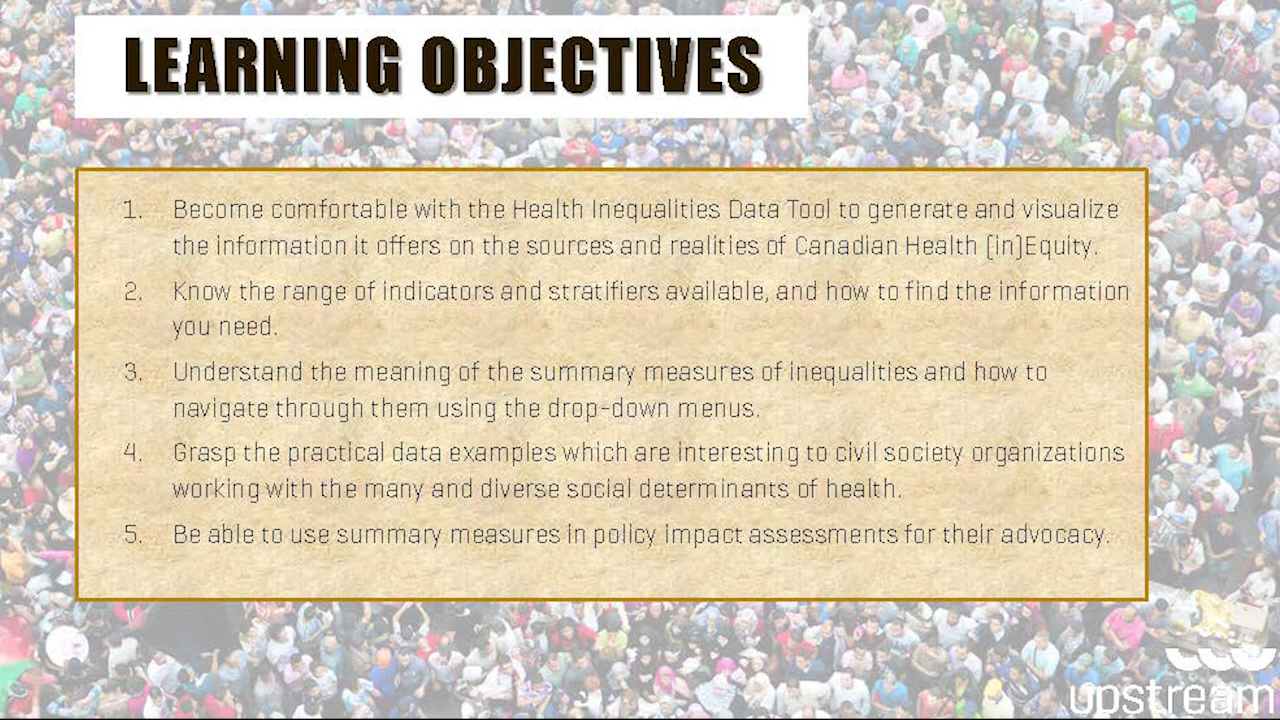 LEARNING OBJECTIVES
1. Become comfortable with the Health Inequalities Data Tool to generate and visualize
the information it offers on the sources and realities of Canadian Health (in)Equity.
2. Know the range of indicators and stratifiers available, and how to find the information
you need.
3. Understand the meaning of the summary measures of inequalities and how to
navigate through them using the drop-down menus.
4. Grasp the practical data examples which are interesting to civil society organizations
working with the many and diverse social determinants of health.
5. Be able to use summary measures in policy impact assessments for their advocacy.
upstream